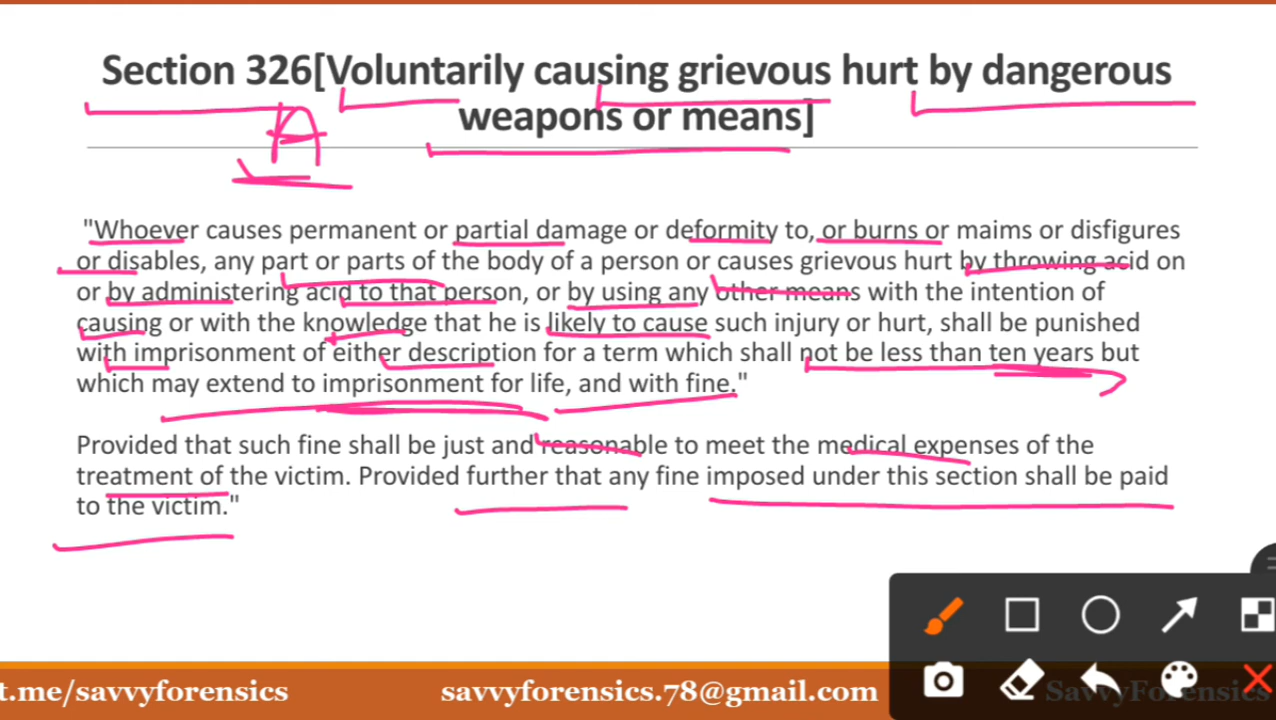 Section 326[Voluntarily causing grievous hurt by dangerous
weapons or means]
A
"Whoever causes permanent or partial damage or deformity to, or burns or maims or disfigures
or disables, any part or parts of the body of a person or causes grievous hurt by throwing acid on
or by administering acid to that person, or by using any other means with the intention of
causing or with the knowledge that he is likely to cause such injury or hurt, shall be punished
with imprisonment of either description for a term which shall not be less than ten years but
which may extend to imprisonment for life, and with fine."
Provided that such fine shall be just and reasonable to meet the medical expenses of the
treatment of the victim. Provided further that any fine imposed under this section shall be paid
to the victim."
t.me/savvyforensics savvyforensics.78@gmail.com SavvyForensics